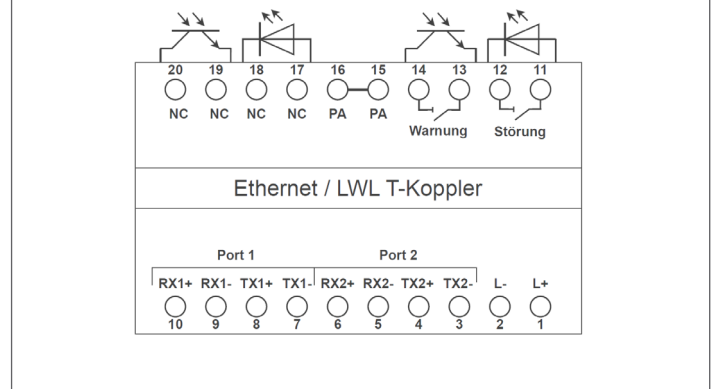 20 19 18 17 16 15 14 13 12 11
NC NC NC NC PA PA
Warnung Störung
Ethernet / LWL T-Koppler
Port 1 Port 2
RX1+ RX1- TX1+ TX1- RX2+ RX2- TX2+ TX2- L- L+
10 9 8 7 6 5 4 3 2 1